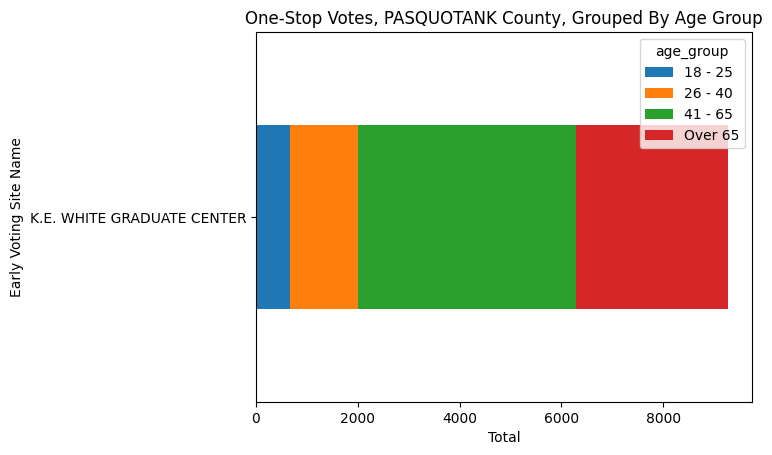 One-Stop Votes, PASQUOTANK County, Grouped By Age Group
age_group
18 - 25
26 - 40
41 - 65
Over 65
Early Voting Site Name
K.E. WHITE GRADUATE CENTER
0 2000 4000 6000 8000
Total